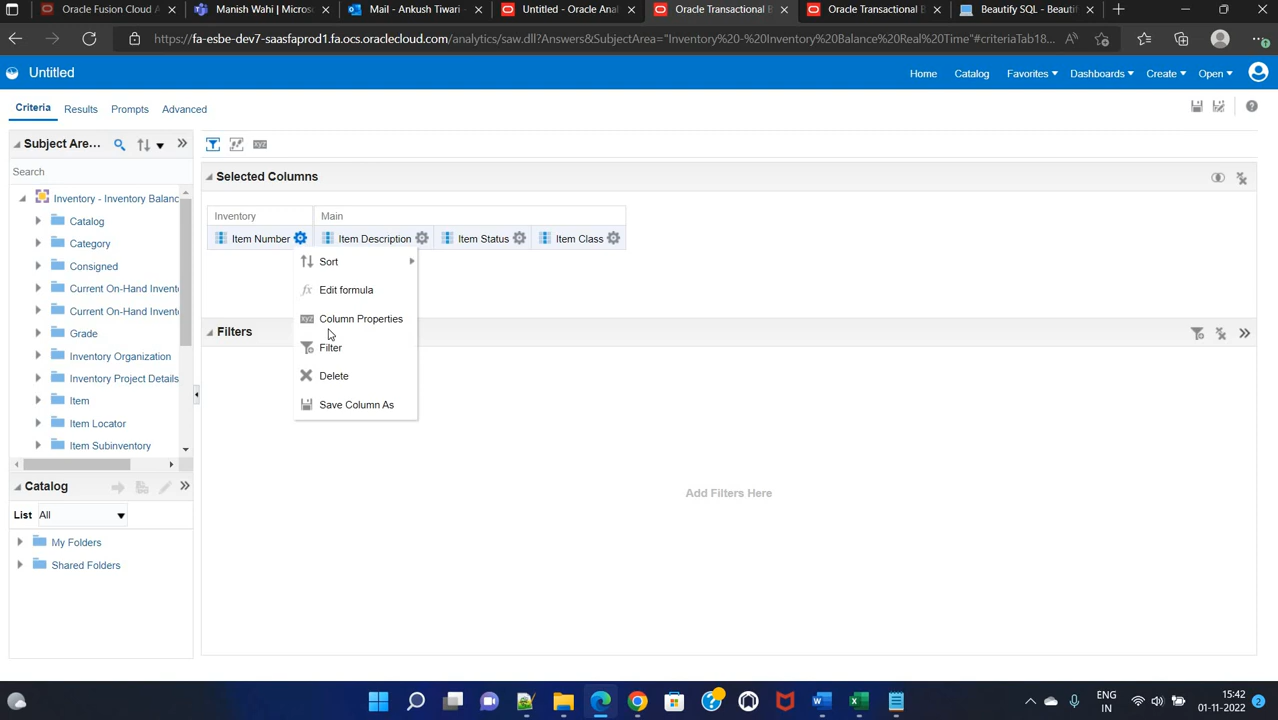 Oracle Fusion Cloud A
Manish Wahi | Microsc
Mail - Ankush Tiwari -
Untitled - Oracle Anal
Oracle Transactional B
Oracle Transactional B
Beautify SQL - Beautif
https://fa-esbe-dev7-saasfaprod1.fa.ocs.oraclecloud.com/analytics/saw.dll?Answers&SubjectArea="Inventory%20-%20Inventory%20Balance%20Real%20Time"#criteriaTab18...
Untitled
Home Catalog Favorites Dashboards Create Open
Criteria Results Prompts Advanced
Subject Are...
Search
Inventory - Inventory Balanc
Catalog
Category
Consigned
Current On-Hand Invent
Current On-Hand Invent
Grade
Inventory Organization
Inventory Project Details
Item
Item Locator
Item Subinventory
Catalog
List All
My Folders
Shared Folders
xyz
Selected Columns
Inventory Main
Item Number Item Description Item Status Item Class
Sort
fx Edit formula
xyz Column Properties
Filter
Delete
Save Column As
Filters
Add Filters Here
ENG
IN
15:42
01-11-2022
2